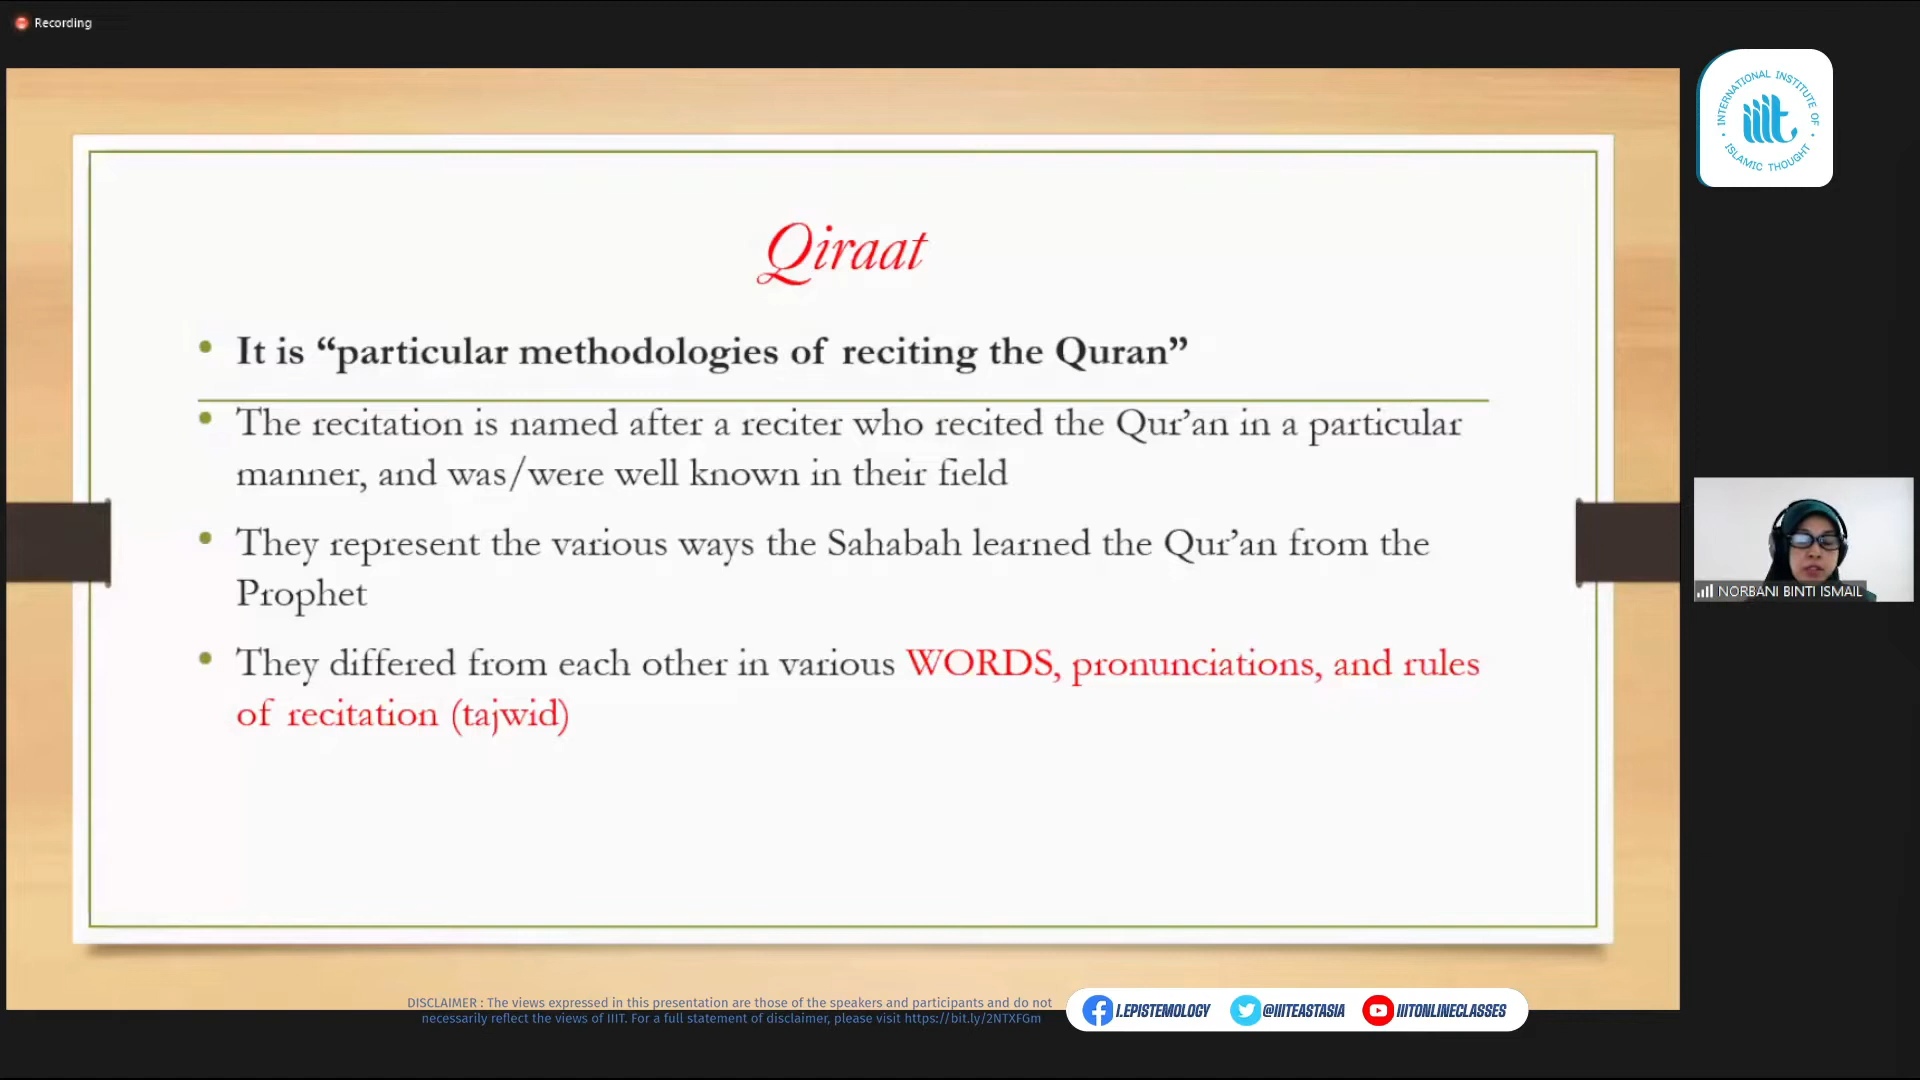 Recording
INTERNATIONAL INSTITUTE OF
iiit
ISLAMIC THOUGHT
Qiraat
• It is “particular methodologies of reciting the Quran”
• The recitation is named after a reciter who recited the Qur’an in a particular
manner, and was/were well known in their field
• They represent the various ways the Sahabah learned the Qur’an from the
Prophet
• They differed from each other in various WORDS, pronunciations, and rules
of recitation (tajwid)
NORBANI BINTI ISMAIL
DISCLAIMER : The views expressed in this presentation are those of the speakers and participants and do not
necessarily reflect the views of IIIT. For a full statement of disclaimer, please visit https://bit.ly/2NTXFGm
I.EPISTEMOLOGY
@IIITEASTASIA
IIITONLINECLASSES